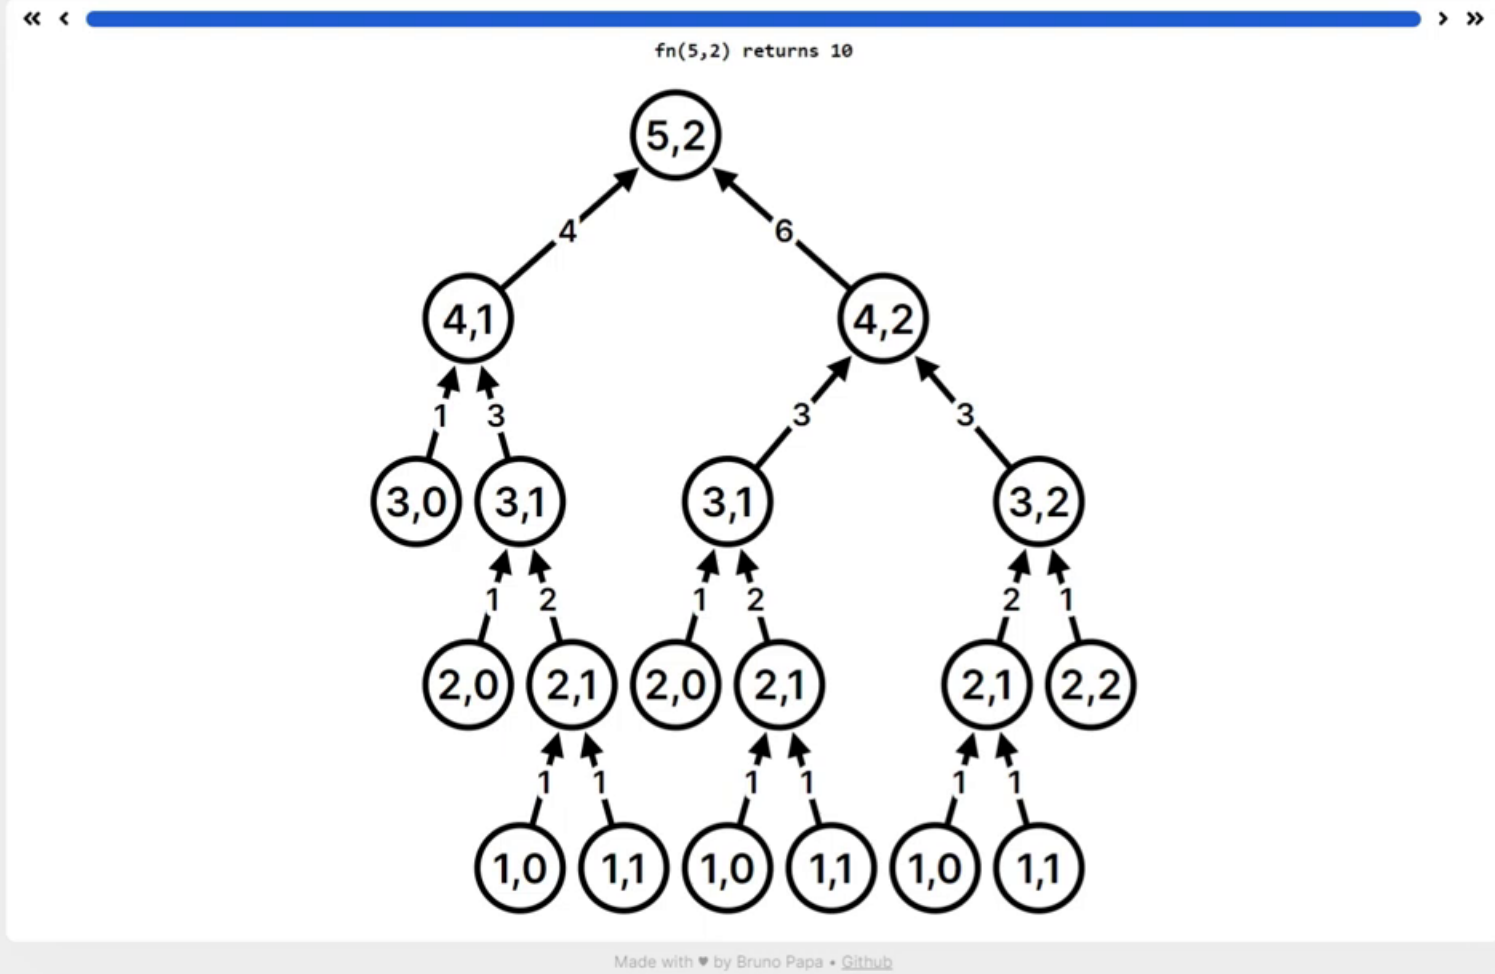 fn(5,2) returns 10
5,2
4 6
4,1 4,2
1 3 3 3
3,0 3,1 3,1 3,2
1 2 1 2 2 1
2,0 2,1 2,0 2,1 2,1 2,2
1 1 1 1 1 1
1,0 1,1 1,0 1,1 1,0 1,1
Made with ♥ by Bruno Papa • Github